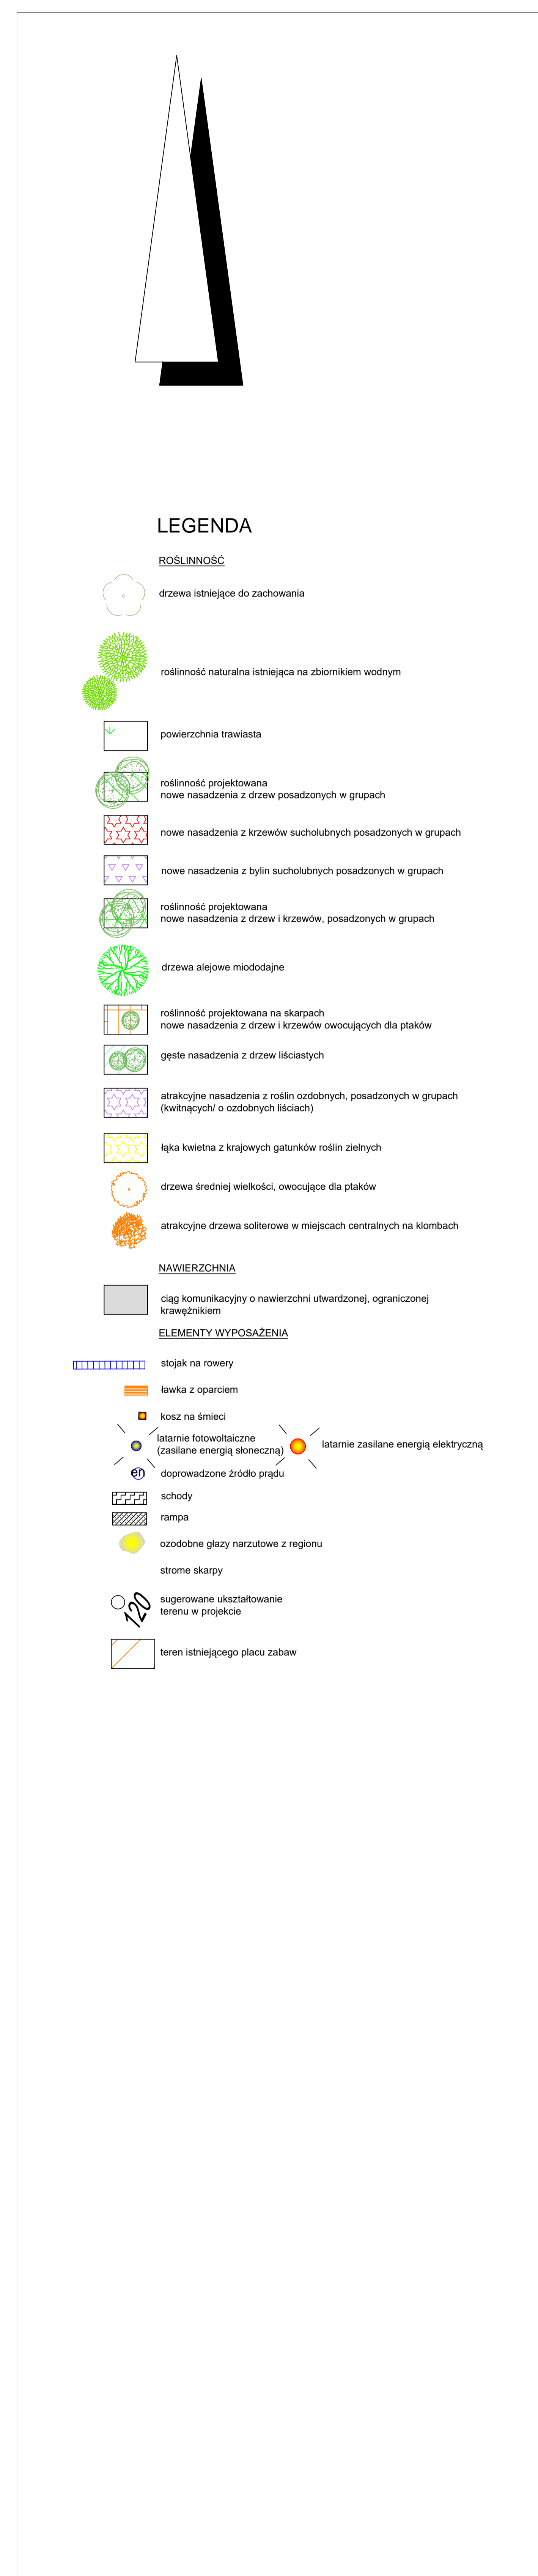 LEGENDA
ROŚLINNOŚĆ
drzewa istniejące do zachowania
roślinność naturalna istniejąca na zbiornikiem wodnym
powierzchnia trawiasta
roślinność projektowana
nowe nasadzenia z drzew posadzonych w grupach
nowe nasadzenia z krzewów sucholubnych posadzonych w grupach
nowe nasadzenia z bylin sucholubnych posadzonych w grupach
roślinność projektowana
nowe nasadzenia z drzew i krzewów, posadzonych w grupach
drzewa alejowe miododajne
roślinność projektowana na skarpach
nowe nasadzenia z drzew i krzewów owocujących dla ptaków
gęste nasadzenia z drzew liściastych
atrakcyjne nasadzenia z roślin ozdobnych, posadzonych w grupach
(kwitnących/ o ozdobnych liściach)
łąka kwietna z krajowych gatunków roślin zielnych
drzewa średniej wielkości, owocujące dla ptaków
atrakcyjne drzewa soliterowe w miejscach centralnych na klombach
NAWIERZCHNIA
ciąg komunikacyjny o nawierzchni utwardzonej, ograniczonej
krawężnikiem
ELEMENTY WYPOSAŻENIA
stojak na rowery
ławka z oparciem
kosz na śmieci
latarnie fotowoltaiczne
(zasilane energią słoneczną)
latarnie zasilane energią elektryczną
en
doprowadzone źródło prądu
schody
rampa
ozodobne głazy narzutowe z regionu
strome skarpy
120
sugerowane ukształtowanie
terenu w projekcie
teren istniejącego placu zabaw